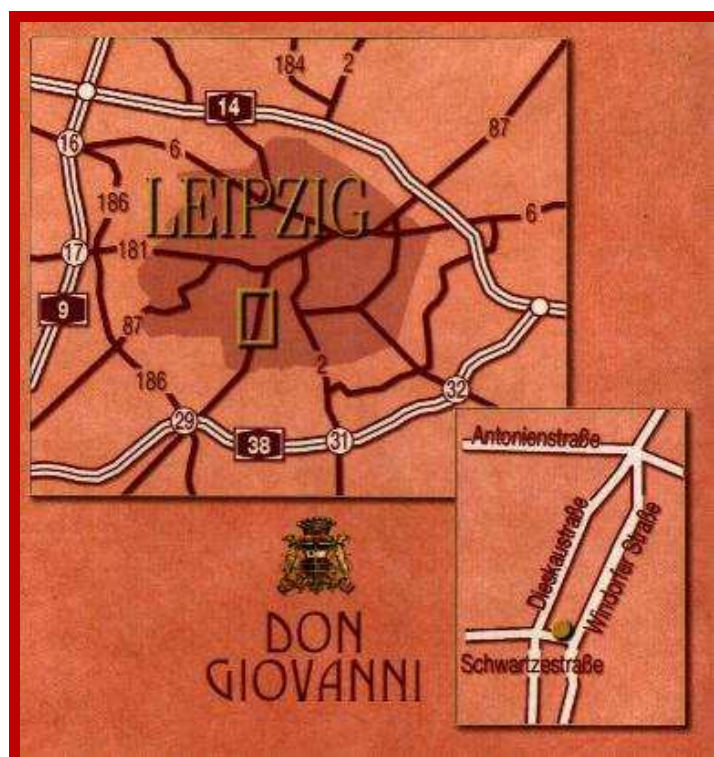 184
2
14
87
16
6
186
LEIPZIG
6
17
181
9
87
186
2
32
29
38
31
Antonienstraße
Dieskaustraße
Windorfer Straße
Schwartzestraße
DON
GIOVANNI